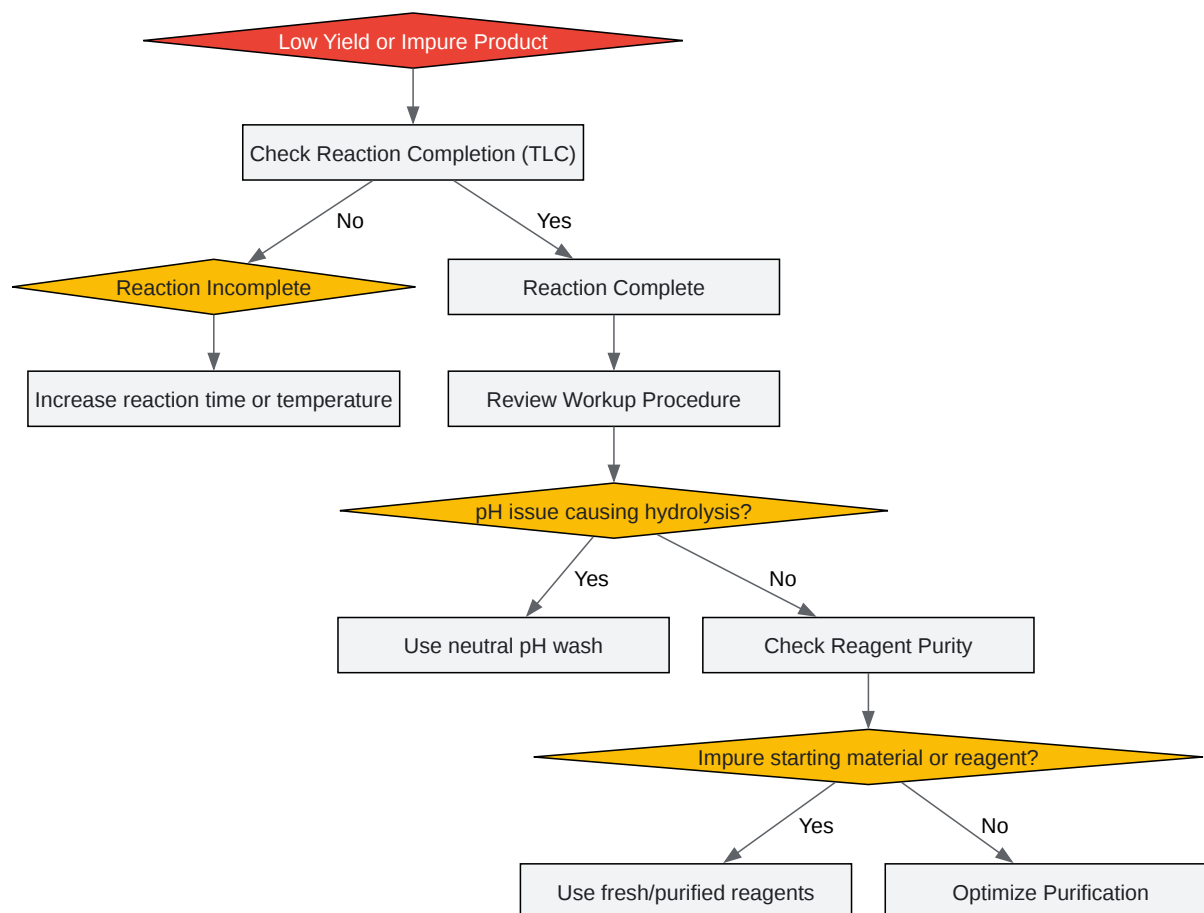 Low Yield or Impure Product
Check Reaction Completion (TLC)
No
Yes
Reaction Incomplete
Reaction Complete
Increase reaction time or temperature
Review Workup Procedure
pH issue causing hydrolysis?
Yes
No
Use neutral pH wash
Check Reagent Purity
Impure starting material or reagent?
Yes
No
Use fresh/purified reagents
Optimize Purification